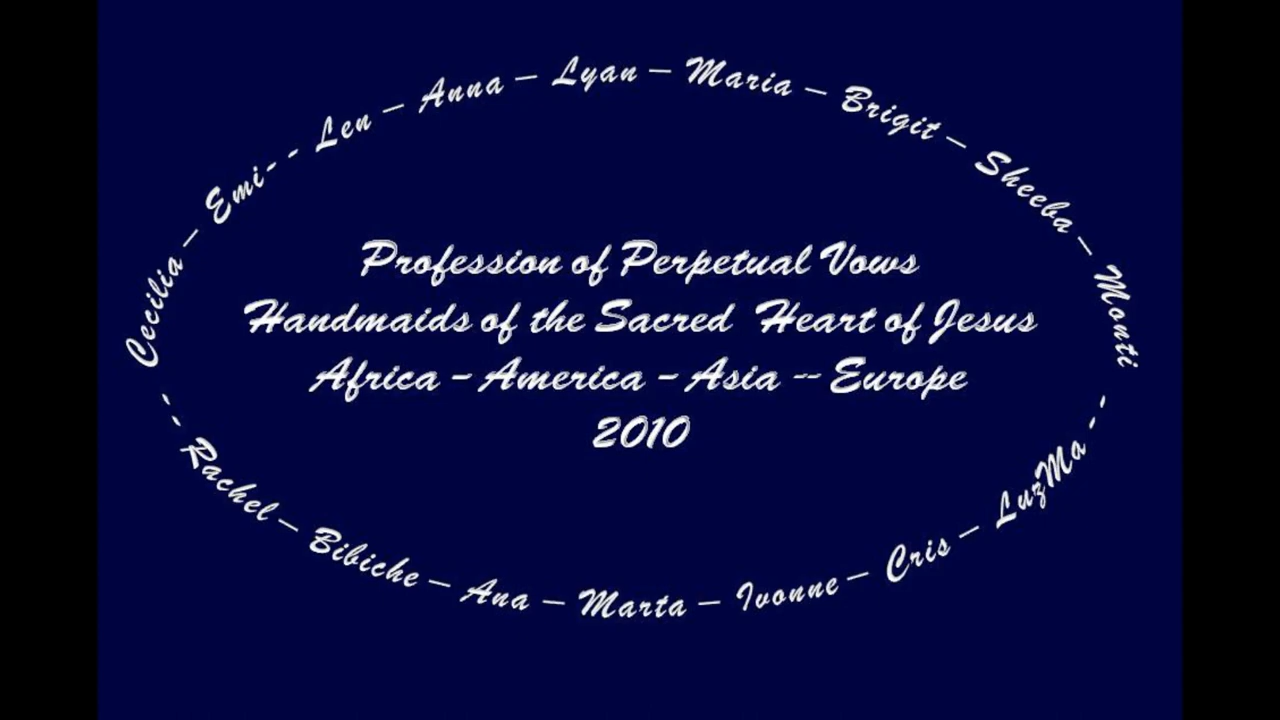 Cecilia – Emi- - Len – Anna – Lyan – Maria – Brigit – Sheeba – Monti
Profession of Perpetual Vows
Handmaids of the Sacred Heart of Jesus
Africa – America – Asia -- Europe
2010
-- Rachel – Bibiche – Ana – Marta – Ivonne – Cris – LuzMa --